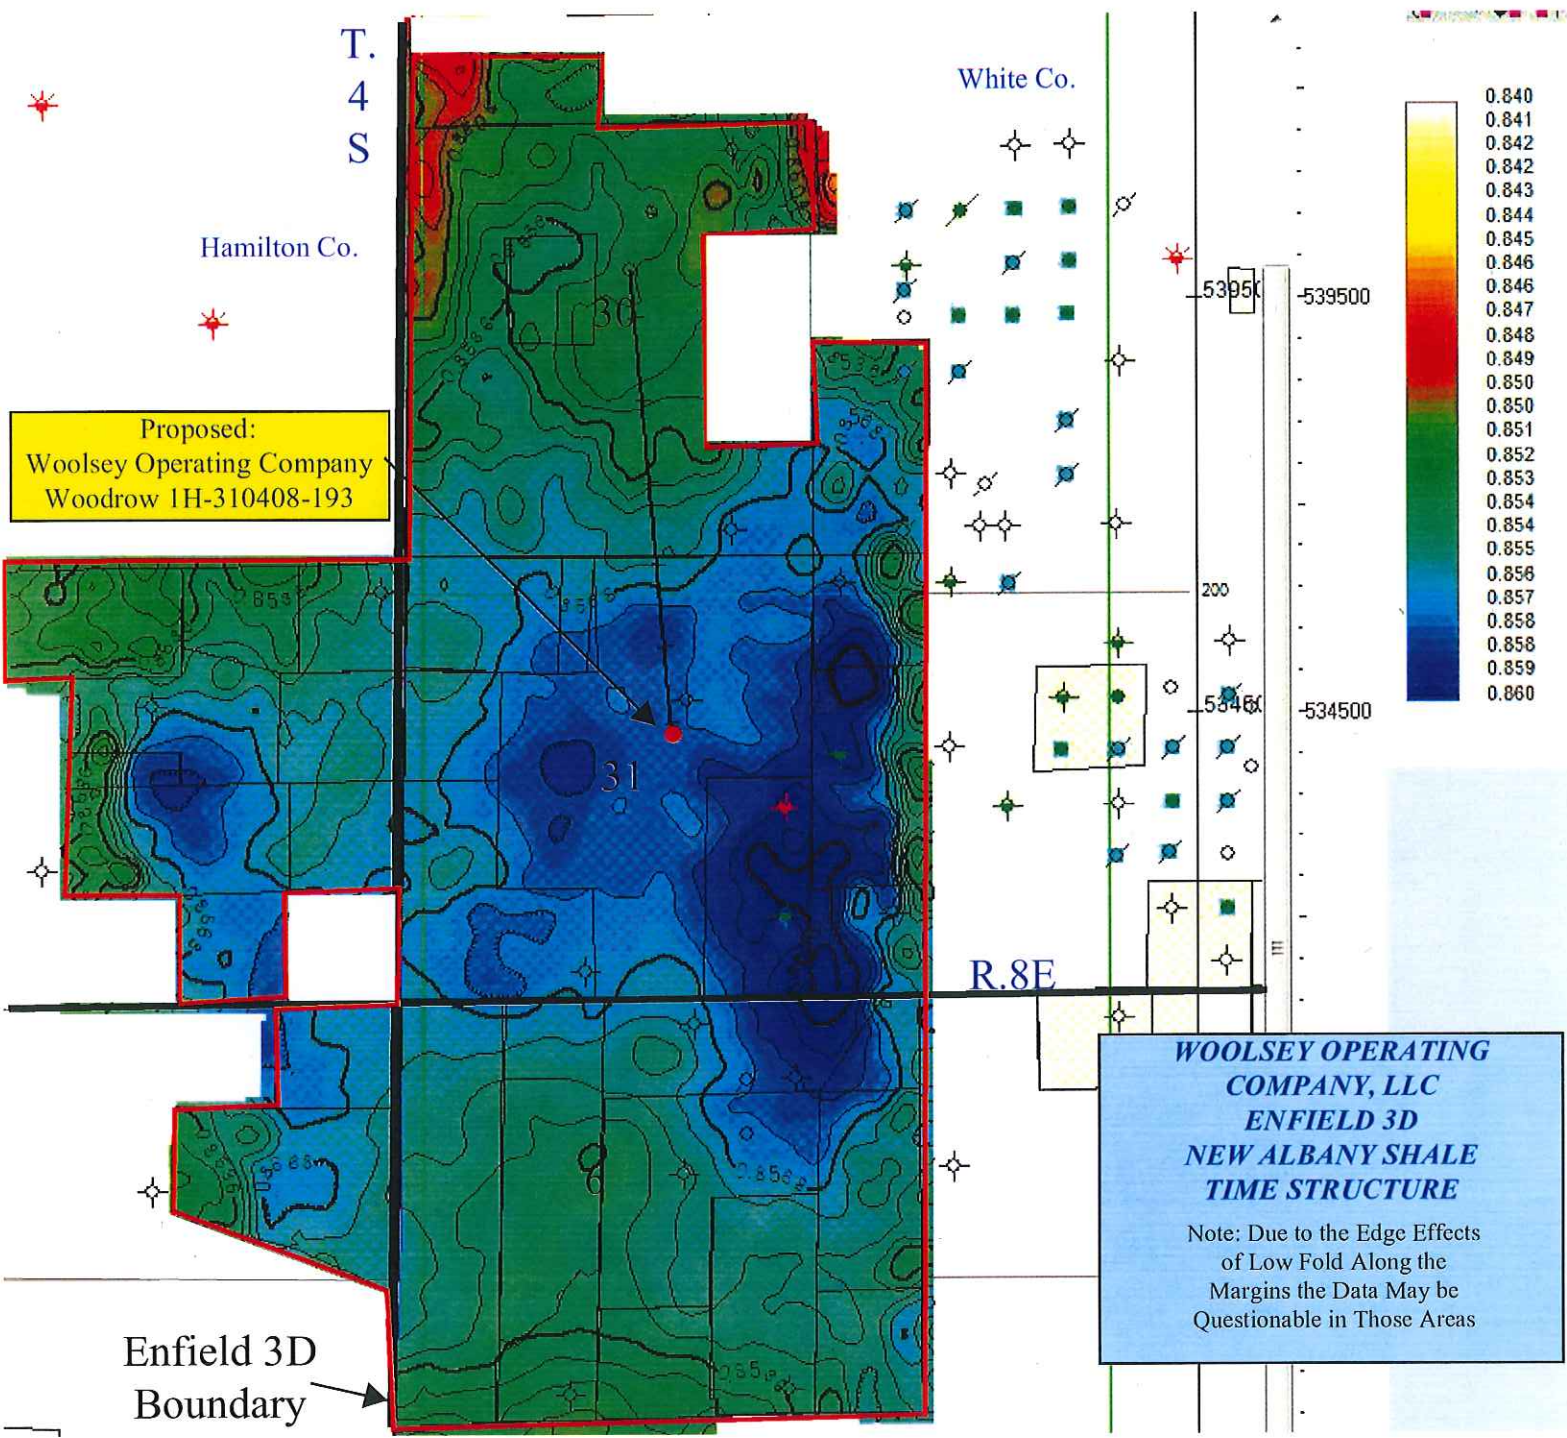 T.
4
S
White Co.
Hamilton Co.
Proposed:
Woolsey Operating Company
Woodrow 1H-310408-193
30
31
6
R.8E
539500
200
534500
0.840
0.841
0.842
0.842
0.843
0.844
0.845
0.846
0.846
0.847
0.848
0.849
0.850
0.850
0.851
0.852
0.853
0.854
0.854
0.855
0.856
0.857
0.858
0.858
0.859
0.860
WOOLSEY OPERATING
COMPANY, LLC
ENFIELD 3D
NEW ALBANY SHALE
TIME STRUCTURE
Note: Due to the Edge Effects
of Low Fold Along the
Margins the Data May be
Questionable in Those Areas
Enfield 3D
Boundary
0.8568